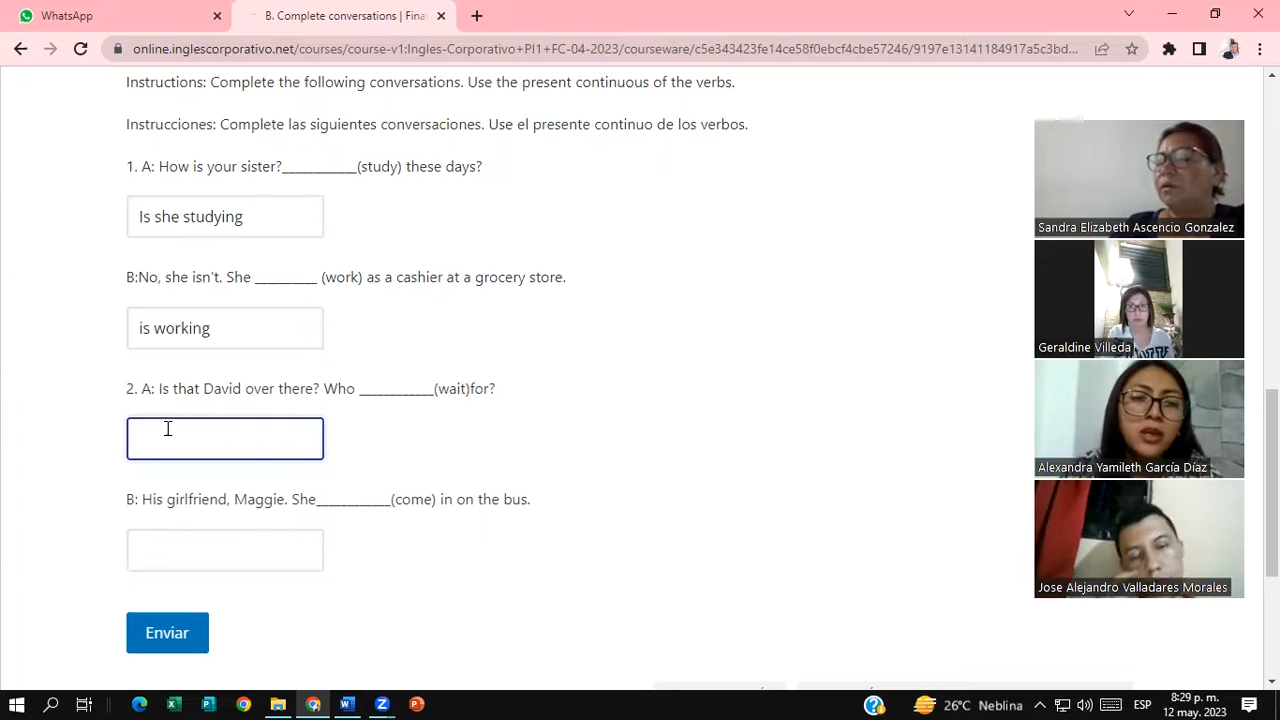 WhatsApp
B. Complete conversations | Fina
online.inglescorporativo.net/courses/course-v1:Ingles-Corporativo+PI1+FC-04-2023/courseware/c5e343423fe14ce58f0ebcf4cbe57246/9197e13141184917a5c3bd...
Instructions: Complete the following conversations. Use the present continuous of the verbs.
Instrucciones: Complete las siguientes conversaciones. Use el presente continuo de los verbos.
1. A: How is your sister?____________(study) these days?
Is she studying
B:No, she isn't. She __________ (work) as a cashier at a grocery store.
is working
2. A: Is that David over there? Who ____________(wait)for?
B: His girlfriend, Maggie. She____________(come) in on the bus.
Enviar
Sandra Elizabeth Ascencio Gonzalez
Geraldine Villeda
Alexandra Yamileth García Díaz
Jose Alejandro Valladares Morales
26°C Neblina
ESP
8:29 p. m.
12 may. 2023